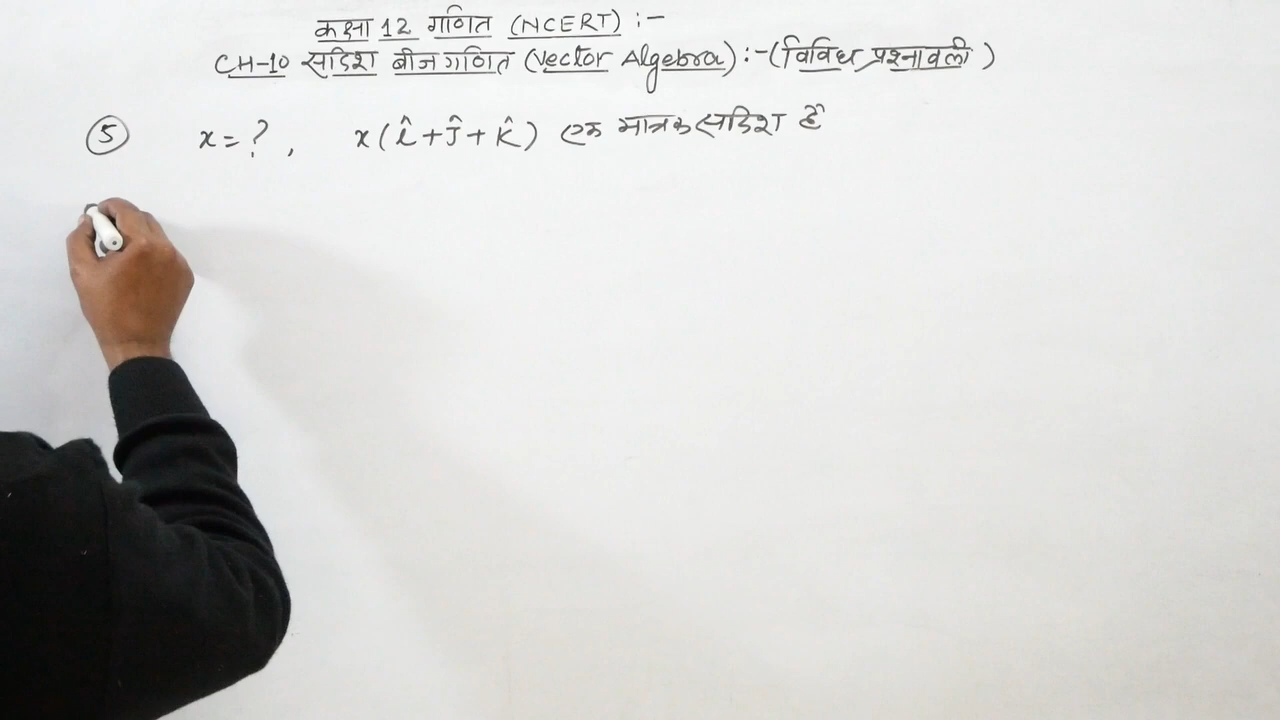 कक्षा 12 गणित (NCERT) :-
CH-10 सदिश बीजगणित (Vector Algebra) :- (विविध प्रश्नावली )
5 x = ? , x ( î + ĵ + k̂ ) एक मात्रक सदिश है